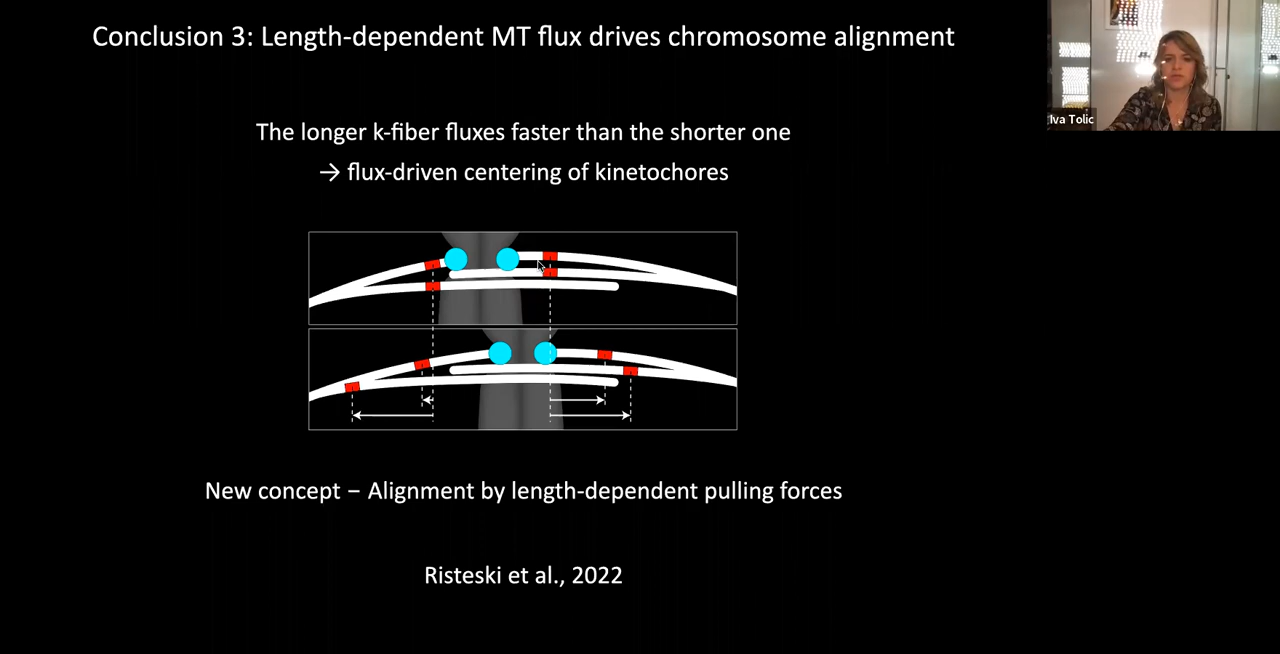 Conclusion 3: Length-dependent MT flux drives chromosome alignment
Iva Tolic
The longer k-fiber fluxes faster than the shorter one
→ flux-driven centering of kinetochores
New concept – Alignment by length-dependent pulling forces
Risteski et al., 2022